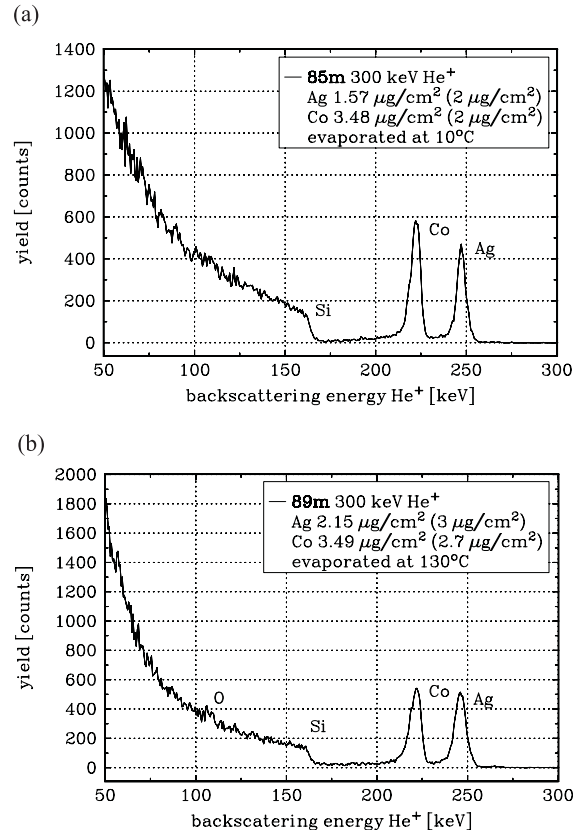 (a)
1400
1200
1000
800
600
400
200
0
yield [counts]
— 85m 300 keV He⁺
Ag 1.57 μg/cm² (2 μg/cm²)
Co 3.48 μg/cm² (2 μg/cm²)
evaporated at 10°C
Co
Ag
Si
50 100 150 200 250 300
backscattering energy He⁺ [keV]
(b)
2000
1800
1600
1400
1200
1000
800
600
400
200
0
yield [counts]
— 89m 300 keV He⁺
Ag 2.15 μg/cm² (3 μg/cm²)
Co 3.49 μg/cm² (2.7 μg/cm²)
evaporated at 130°C
O
Co
Ag
Si
50 100 150 200 250 300
backscattering energy He⁺ [keV]